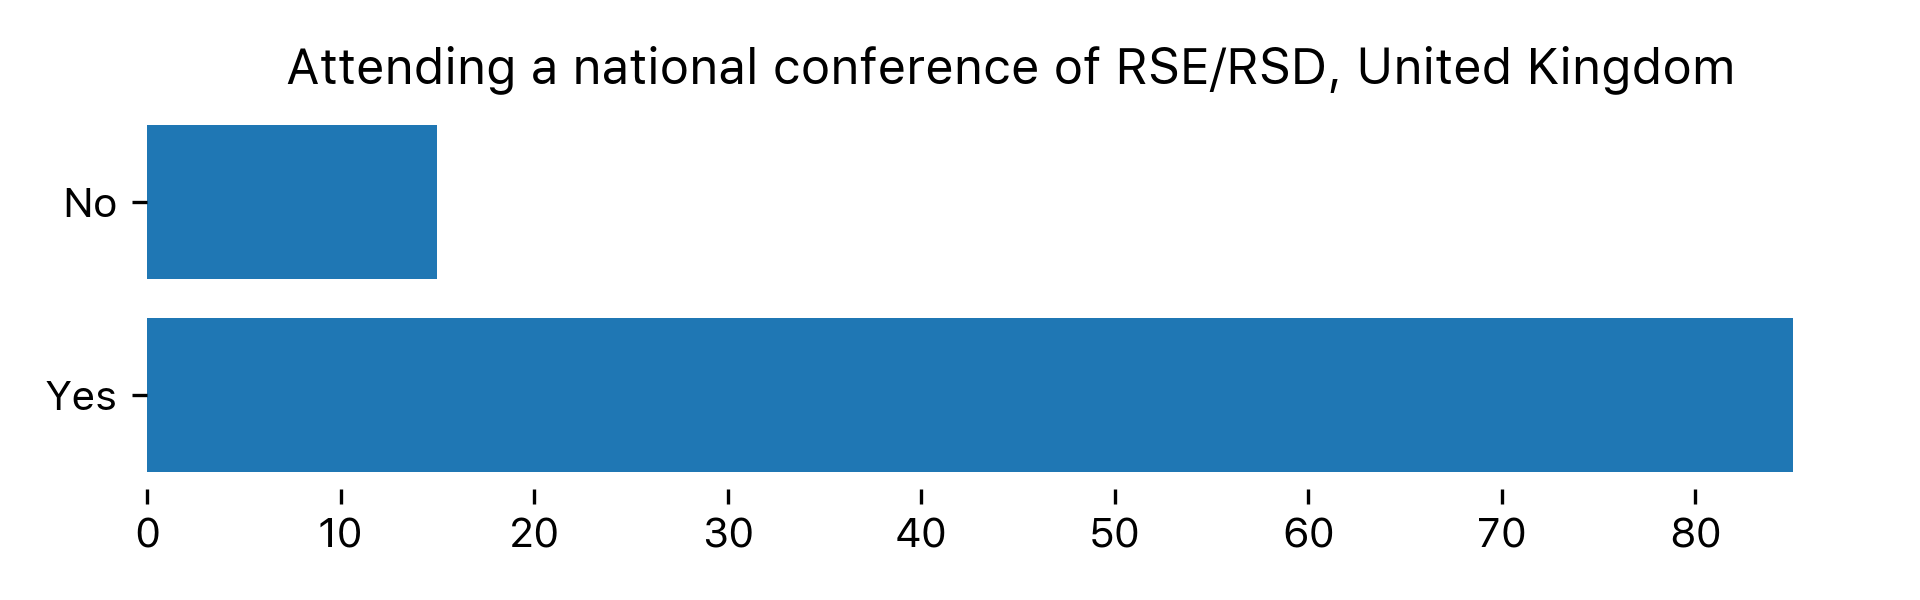 Attending a national conference of RSE/RSD, United Kingdom
No
Yes
0 10 20 30 40 50 60 70 80